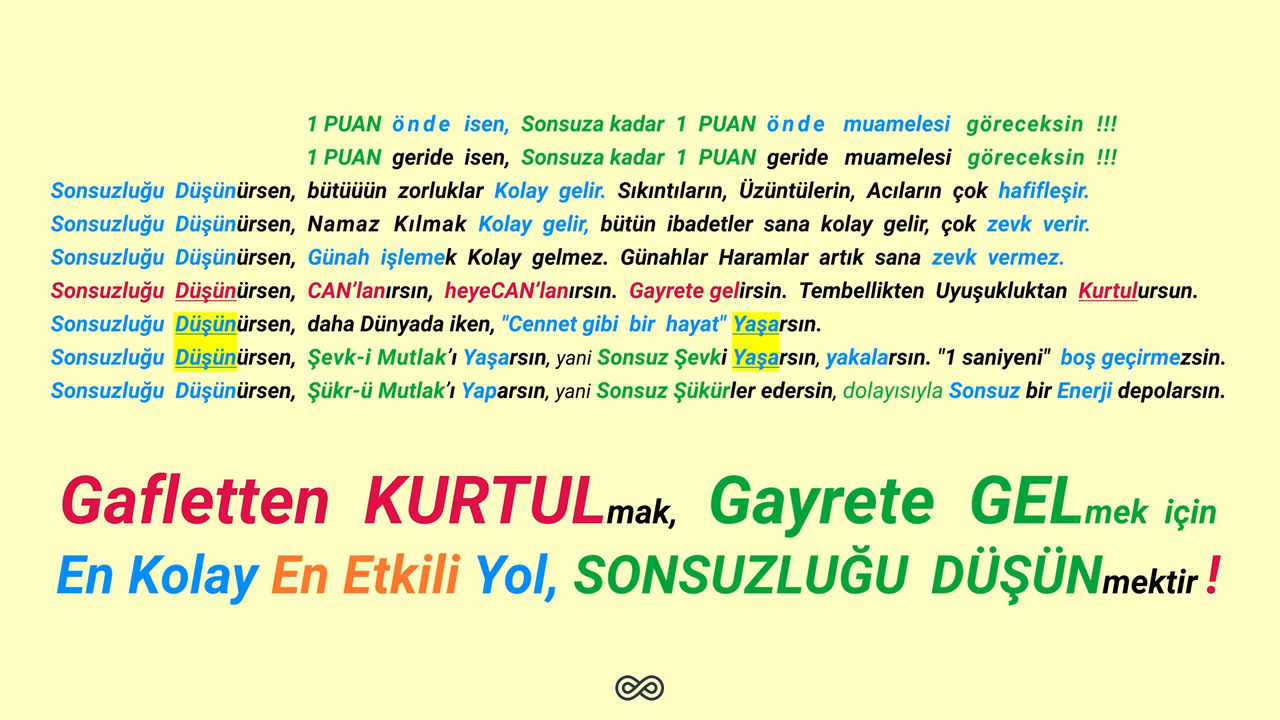 1 PUAN önde isen, Sonsuza kadar 1 PUAN önde muamelesi göreceksin !!!
1 PUAN geride isen, Sonsuza kadar 1 PUAN geride muamelesi göreceksin !!!
Sonsuzluğu Düşünürsen, bütüüün zorluklar Kolay gelir. Sıkıntıların, Üzüntülerin, Acıların çok hafifleşir.
Sonsuzluğu Düşünürsen, Namaz Kılmak Kolay gelir, bütün ibadetler sana kolay gelir, çok zevk verir.
Sonsuzluğu Düşünürsen, Günah işlemek Kolay gelmez. Günahlar Haramlar artık sana zevk vermez.
Sonsuzluğu Düşünürsen, CAN’lanırsın, heyeCAN’lanırsın. Gayrete gelirsin. Tembellikten Uyuşukluktan Kurtulursun.
Sonsuzluğu Düşünürsen, daha Dünyada iken, "Cennet gibi bir hayat" Yaşarsın.
Sonsuzluğu Düşünürsen, Şevk-i Mutlak’ı Yaşarsın, yani Sonsuz Şevki Yaşarsın, yakalarsın. "1 saniyeni" boş geçirmezsin.
Sonsuzluğu Düşünürsen, Şükr-ü Mutlak’ı Yaparsın, yani Sonsuz Şükürler edersin, dolayısıyla Sonsuz bir Enerji depolarsın.
Gafletten KURTULmak, Gayrete GELmek için
En Kolay En Etkili Yol, SONSUZLUĞU DÜŞÜNmektir !